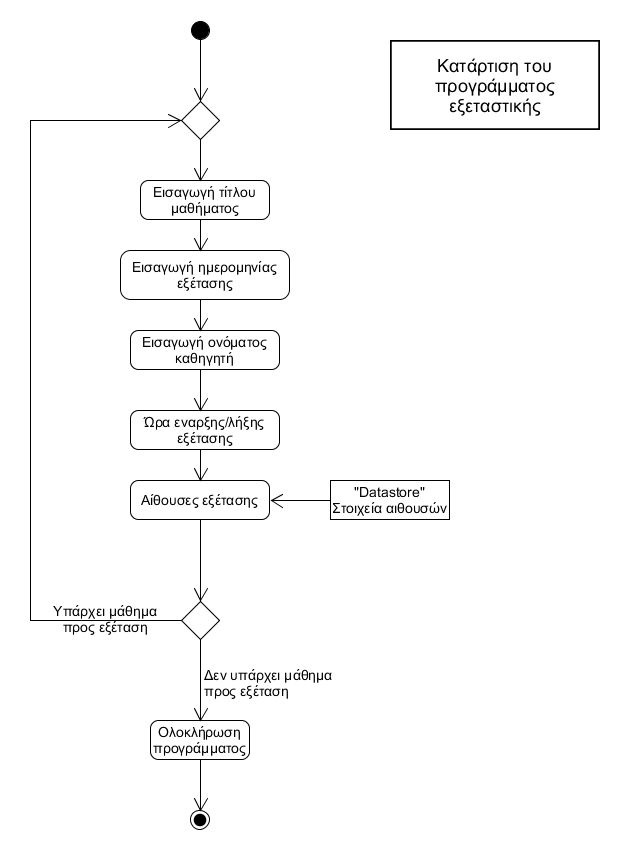 Κατάρτιση του
προγράμματος
εξεταστικής
Εισαγωγή τίτλου
μαθήματος
Εισαγωγή ημερομηνίας
εξέτασης
Εισαγωγή ονόματος
καθηγητή
Ώρα εναρξης/λήξης
εξέτασης
Αίθουσες εξέτασης
"Datastore"
Στοιχεία αιθουσών
Υπάρχει μάθημα
προς εξέταση
Δεν υπάρχει μάθημα
προς εξέταση
Ολοκλήρωση
προγράμματος